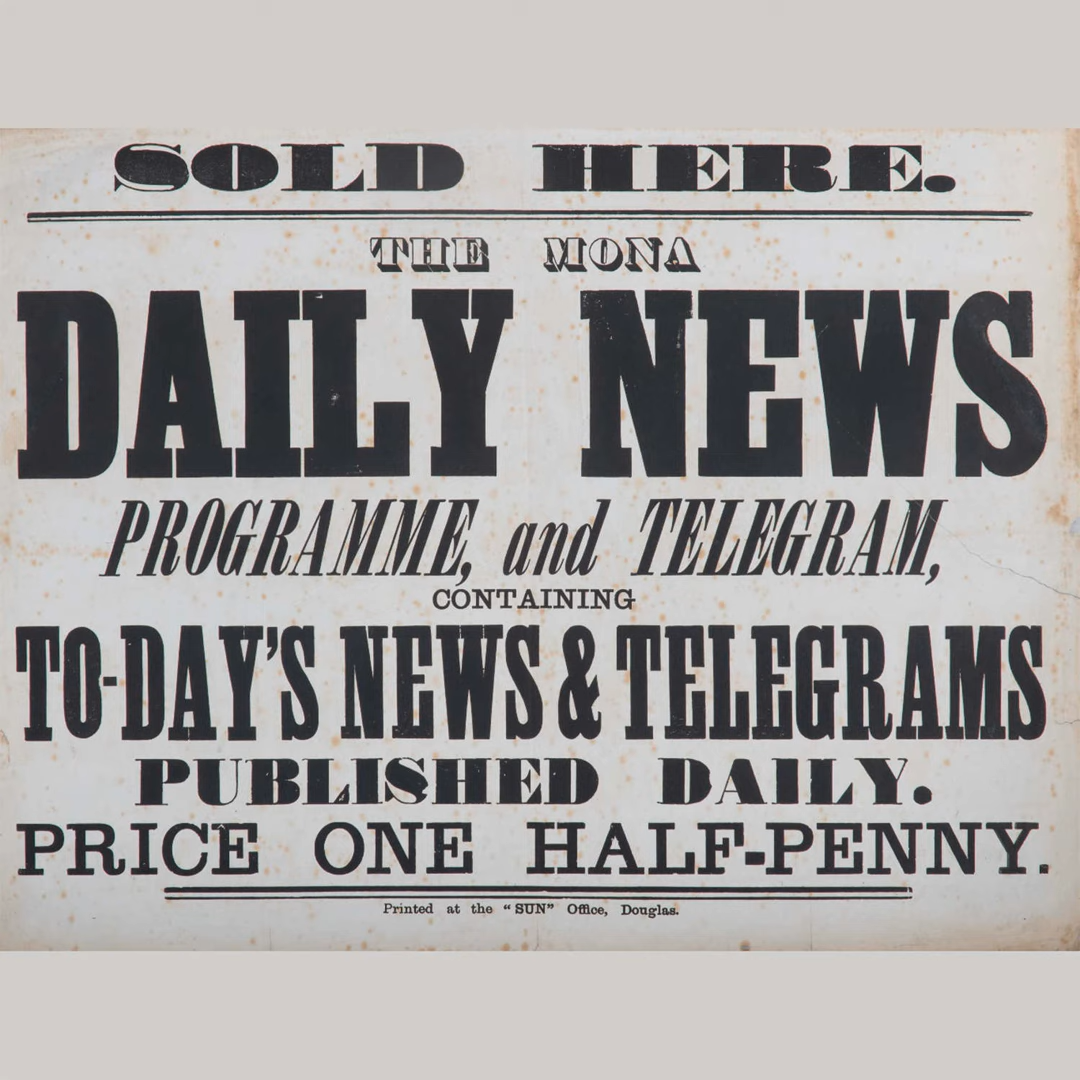 SOLD HERE.
THE MONA
DAILY NEWS
PROGRAMME, and TELEGRAM,
CONTAINING
TO-DAY'S NEWS & TELEGRAMS
PUBLISHED DAILY.
PRICE ONE HALF-PENNY.
Printed at the "SUN" Office, Douglas.